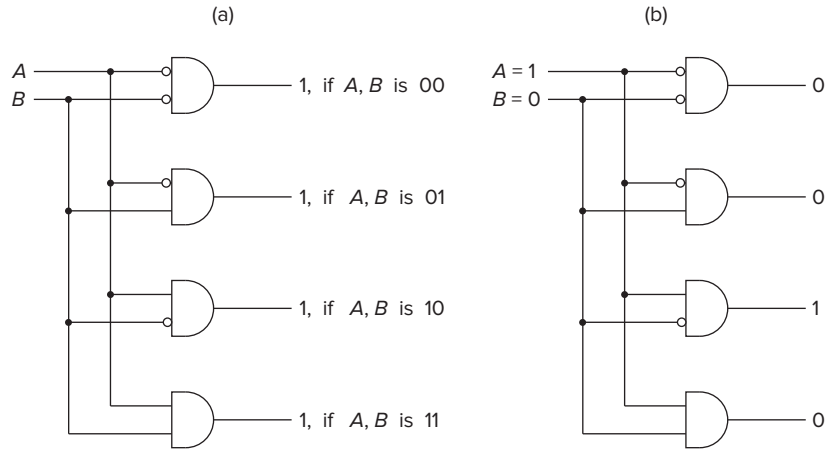 (a)
A
B
1, if A, B is 00
1, if A, B is 01
1, if A, B is 10
1, if A, B is 11
(b)
A = 1
B = 0
0
0
1
0